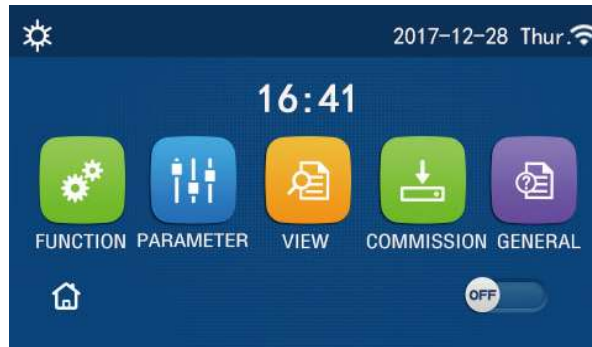 2017-12-28 Thur.
16:41
FUNCTION PARAMETER VIEW COMMISSION GENERAL
OFF